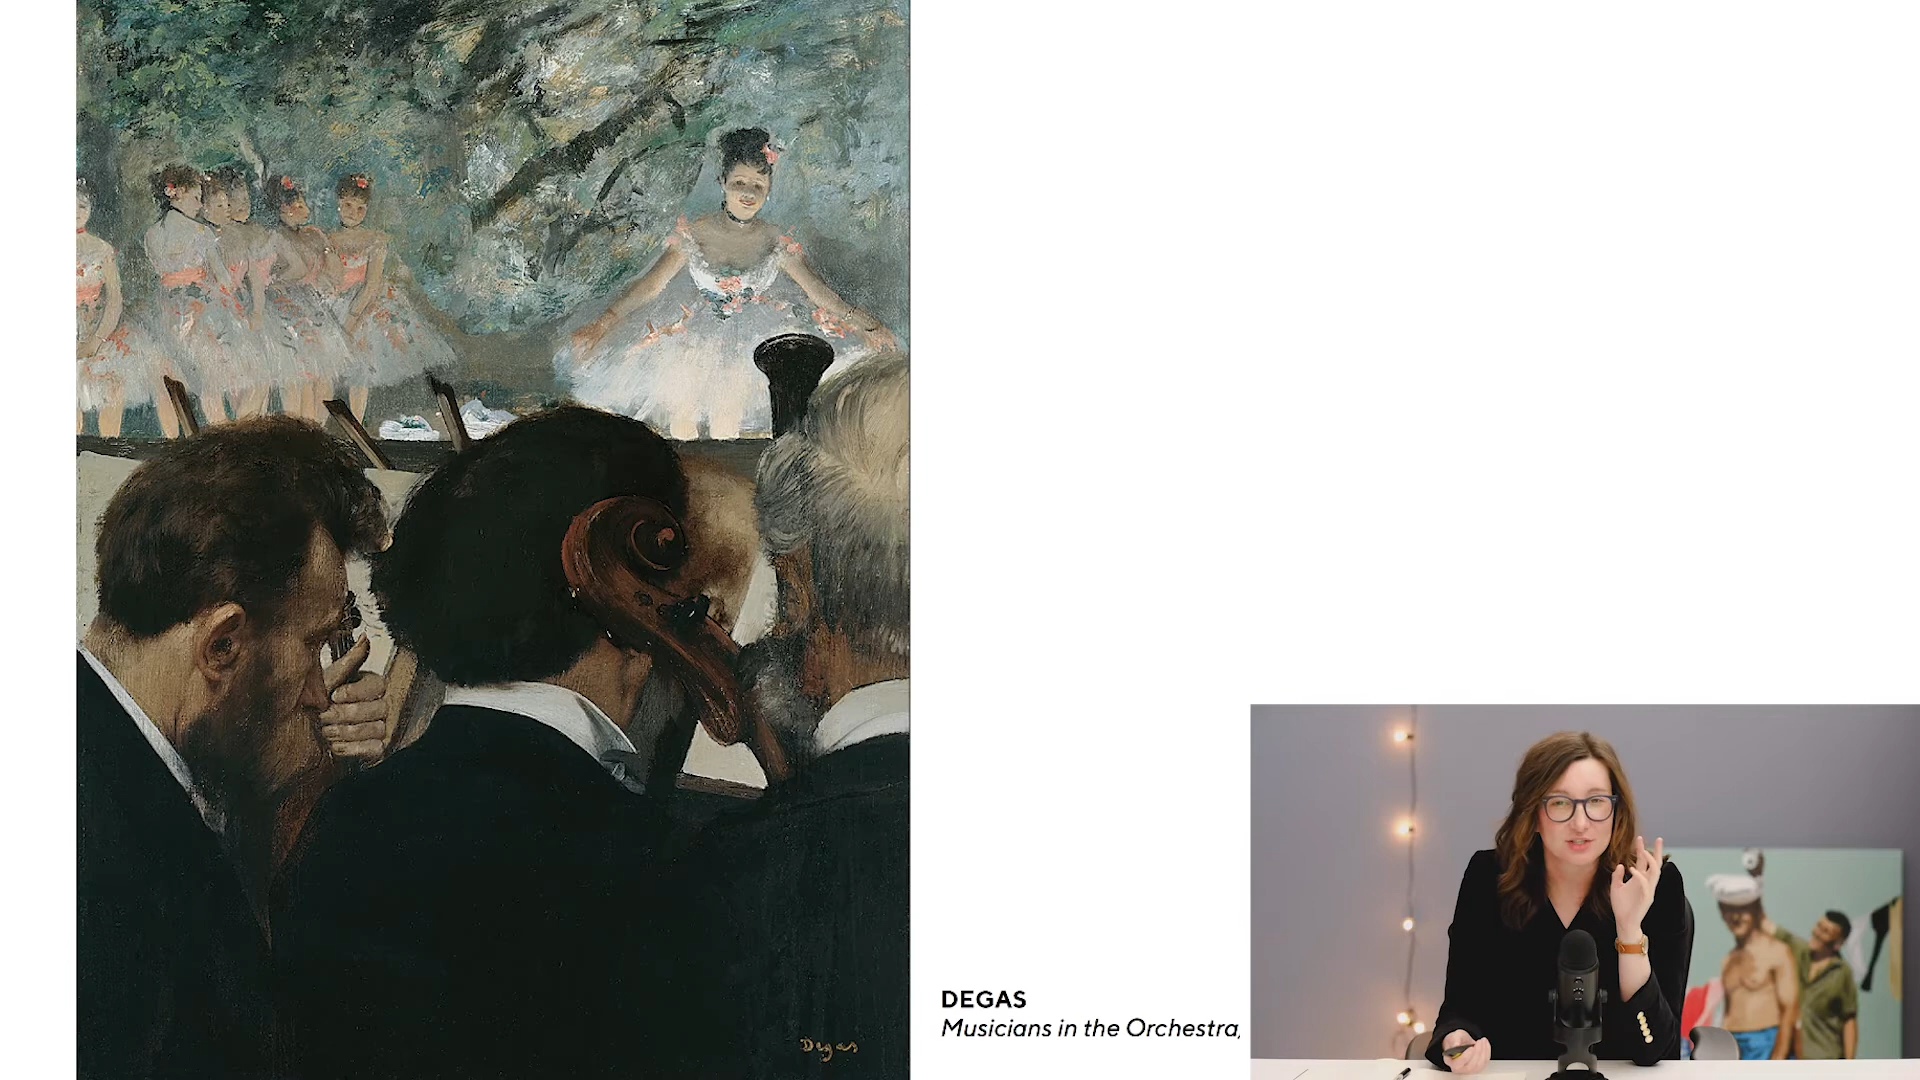 DEGAS
Musicians in the Orchestra,
Degas